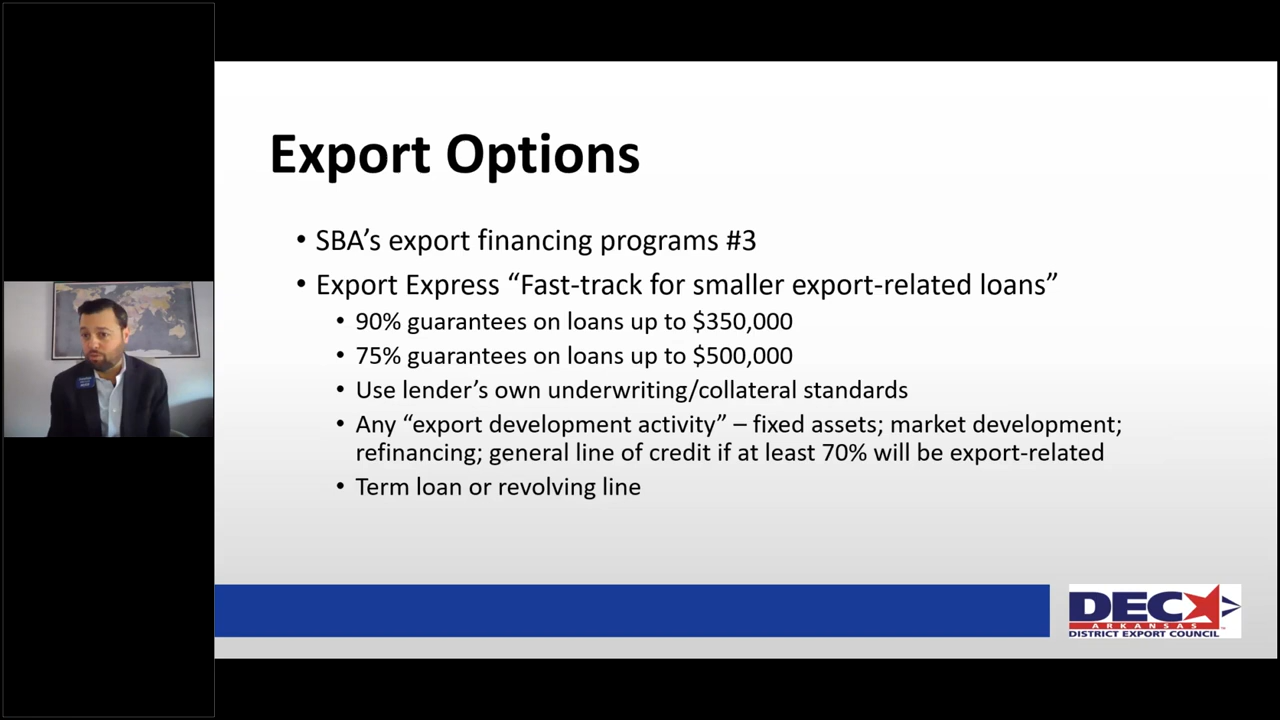 Export Options
• SBA’s export financing programs #3
• Export Express “Fast-track for smaller export-related loans”
• 90% guarantees on loans up to $350,000
• 75% guarantees on loans up to $500,000
• Use lender’s own underwriting/collateral standards
• Any “export development activity” – fixed assets; market development;
refinancing; general line of credit if at least 70% will be export-related
• Term loan or revolving line
DEC
ARKANSAS
DISTRICT EXPORT COUNCIL